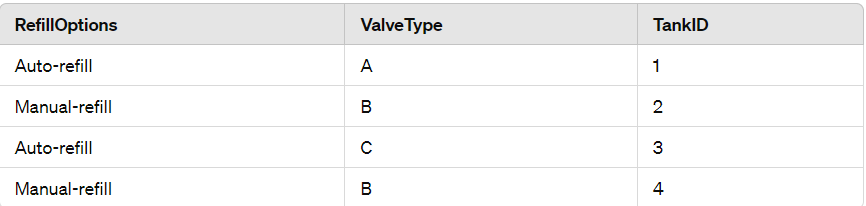 RefillOptions ValveType TankID
Auto-refill A 1
Manual-refill B 2
Auto-refill C 3
Manual-refill B 4